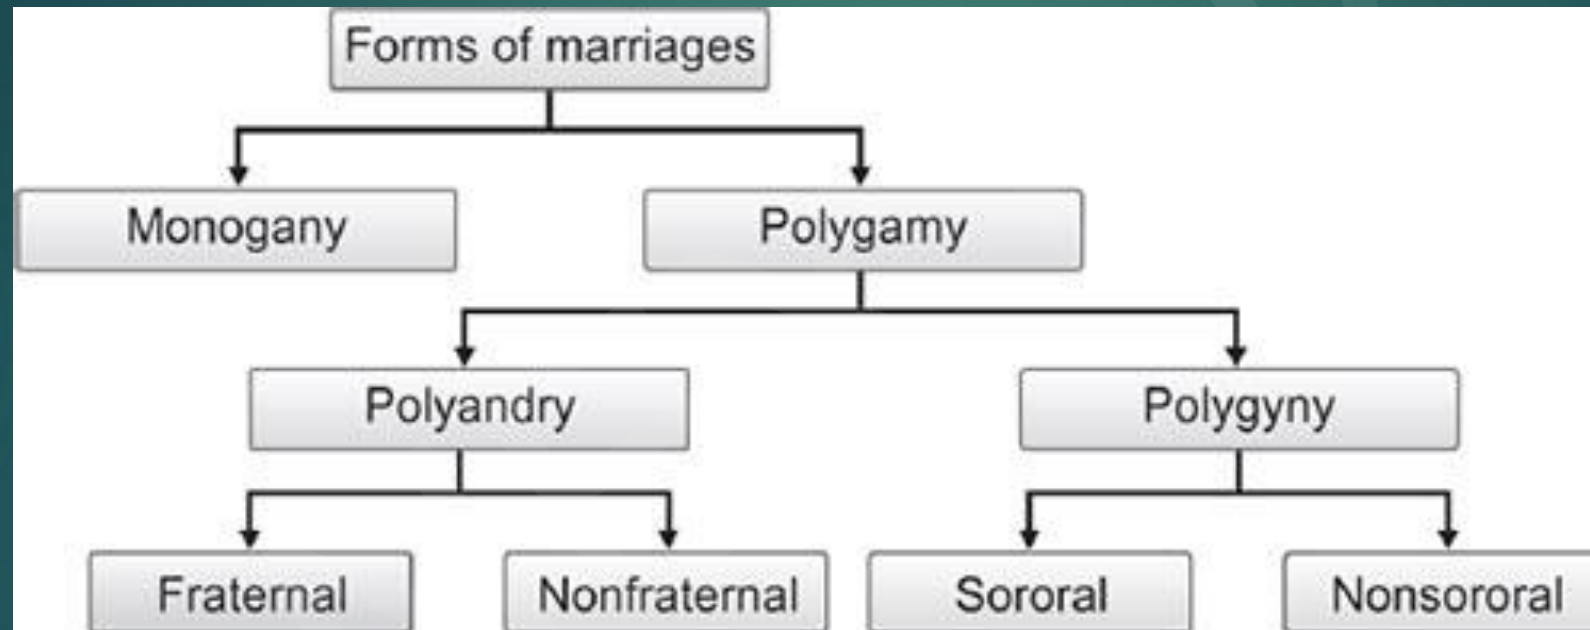 Forms of marriages
Monogany
Polygamy
Polyandry
Polygyny
Fraternal
Nonfraternal
Sororal
Nonsororal